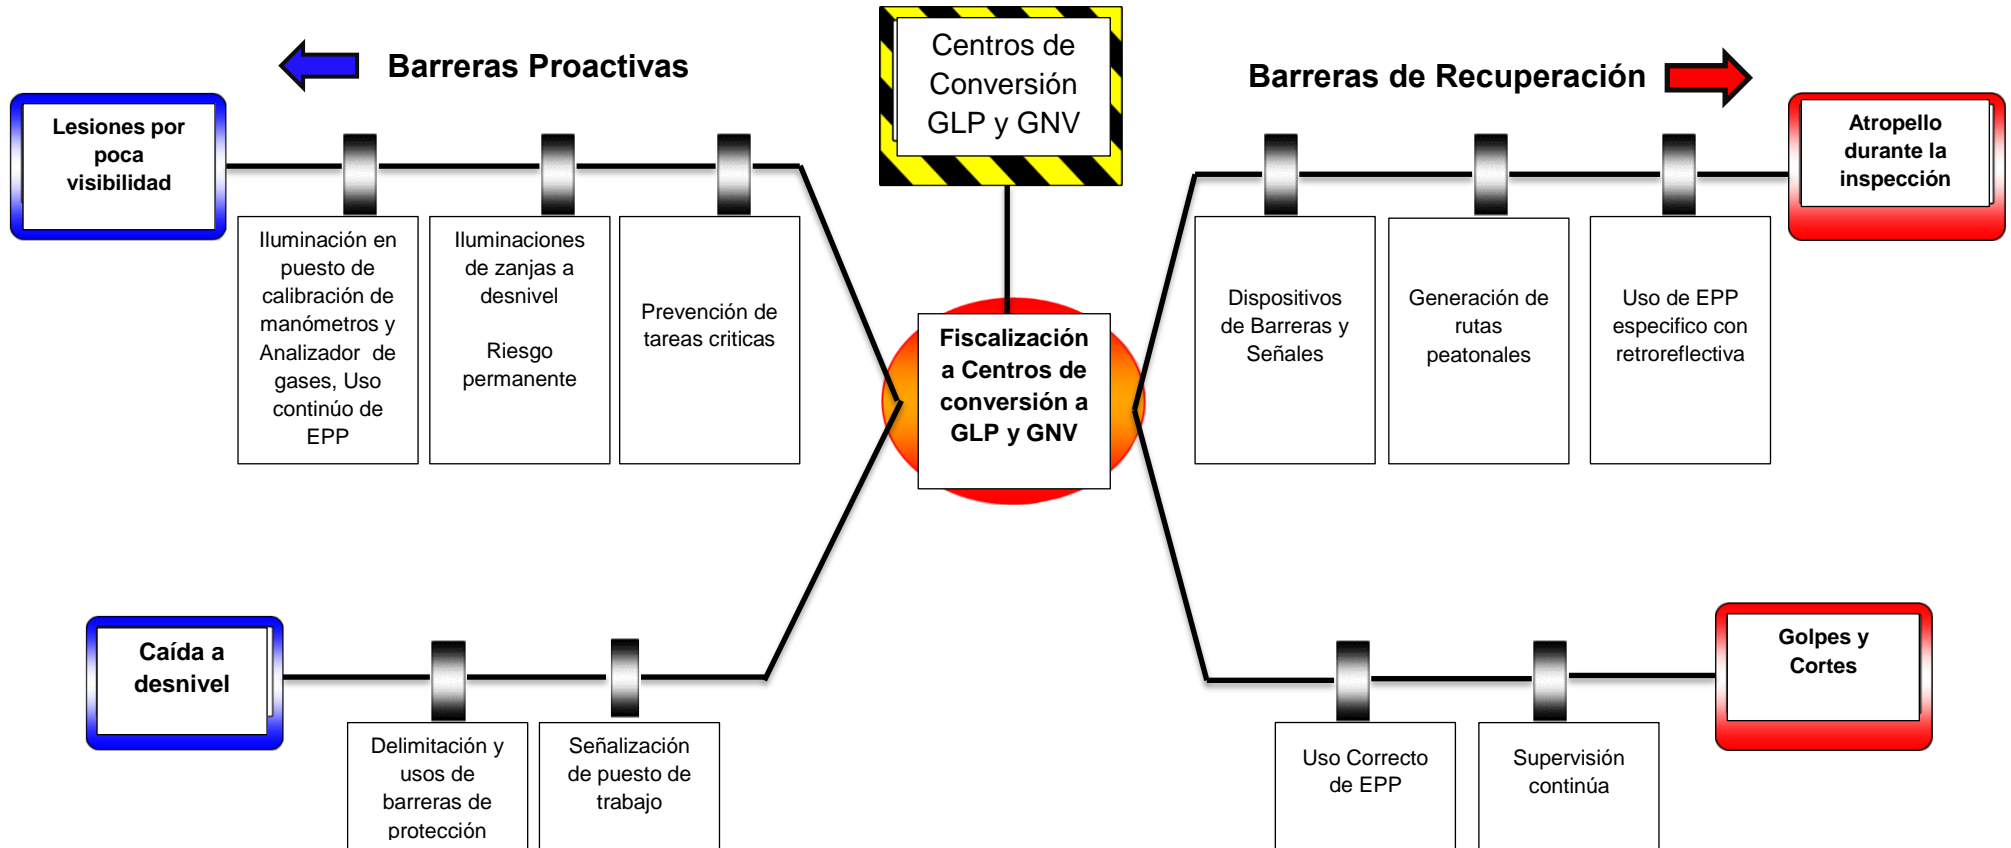 Barreras Proactivas
Centros de
Conversión
GLP y GNV
Barreras de Recuperación
Lesiones por
poca
visibilidad
Iluminación en
puesto de
calibración de
manómetros y
Analizador  de
gases, Uso
continúo de
EPP
Iluminaciones
de zanjas a
desnivel
Riesgo
permanente
Prevención de
tareas criticas
Fiscalización
a Centros de
conversión a
GLP y GNV
Dispositivos
de Barreras y
Señales
Generación de
rutas
peatonales
Uso de EPP
especifico con
retroreflectiva
Atropello
durante la
inspección
Caída a
desnivel
Delimitación y
usos de
barreras de
protección
Señalización
de puesto de
trabajo
Uso Correcto
de EPP
Supervisión
continúa
Golpes y
Cortes